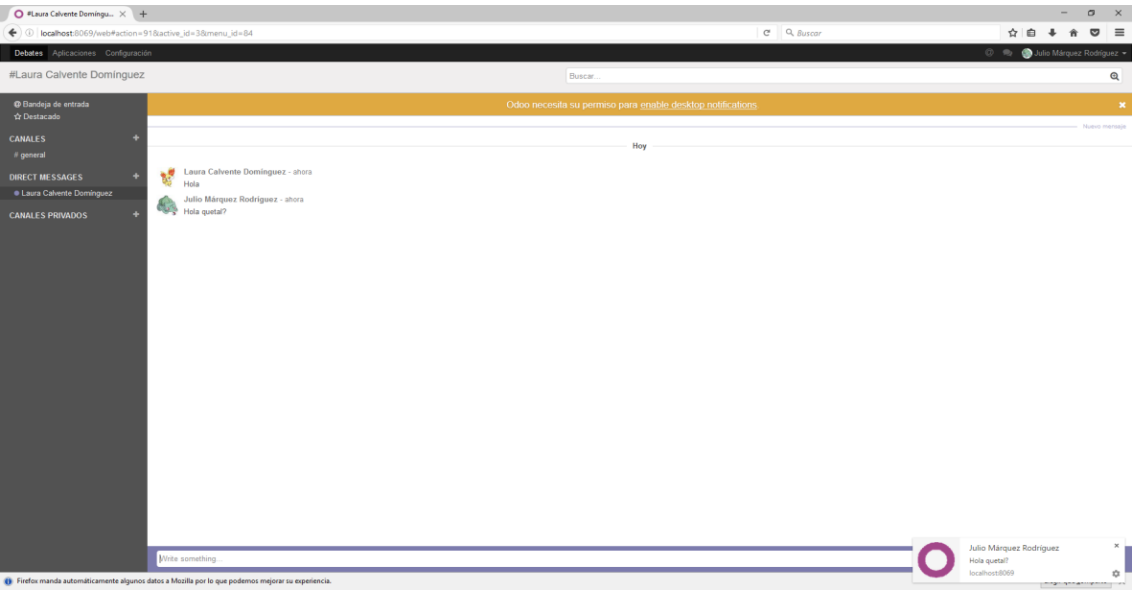 #Laura Calvente Domíngu...
localhost:8069/web#action=91&active_id=3&menu_id=84
Buscar
Debates Aplicaciones Configuración
Julio Márquez Rodríguez
#Laura Calvente Domínguez
Buscar...
Bandeja de entrada
Destacado
CANALES +
# general
DIRECT MESSAGES +
Laura Calvente Domínguez
CANALES PRIVADOS +
Odoo necesita su permiso para enable desktop notifications.
Nuevo mensaje
Hoy
Laura Calvente Domínguez - ahora
Hola
Julio Márquez Rodríguez - ahora
Hola quetal?
Write something...
Julio Márquez Rodríguez
Hola quetal?
localhost:8069
Firefox manda automáticamente algunos datos a Mozilla por lo que podemos mejorar su experiencia.